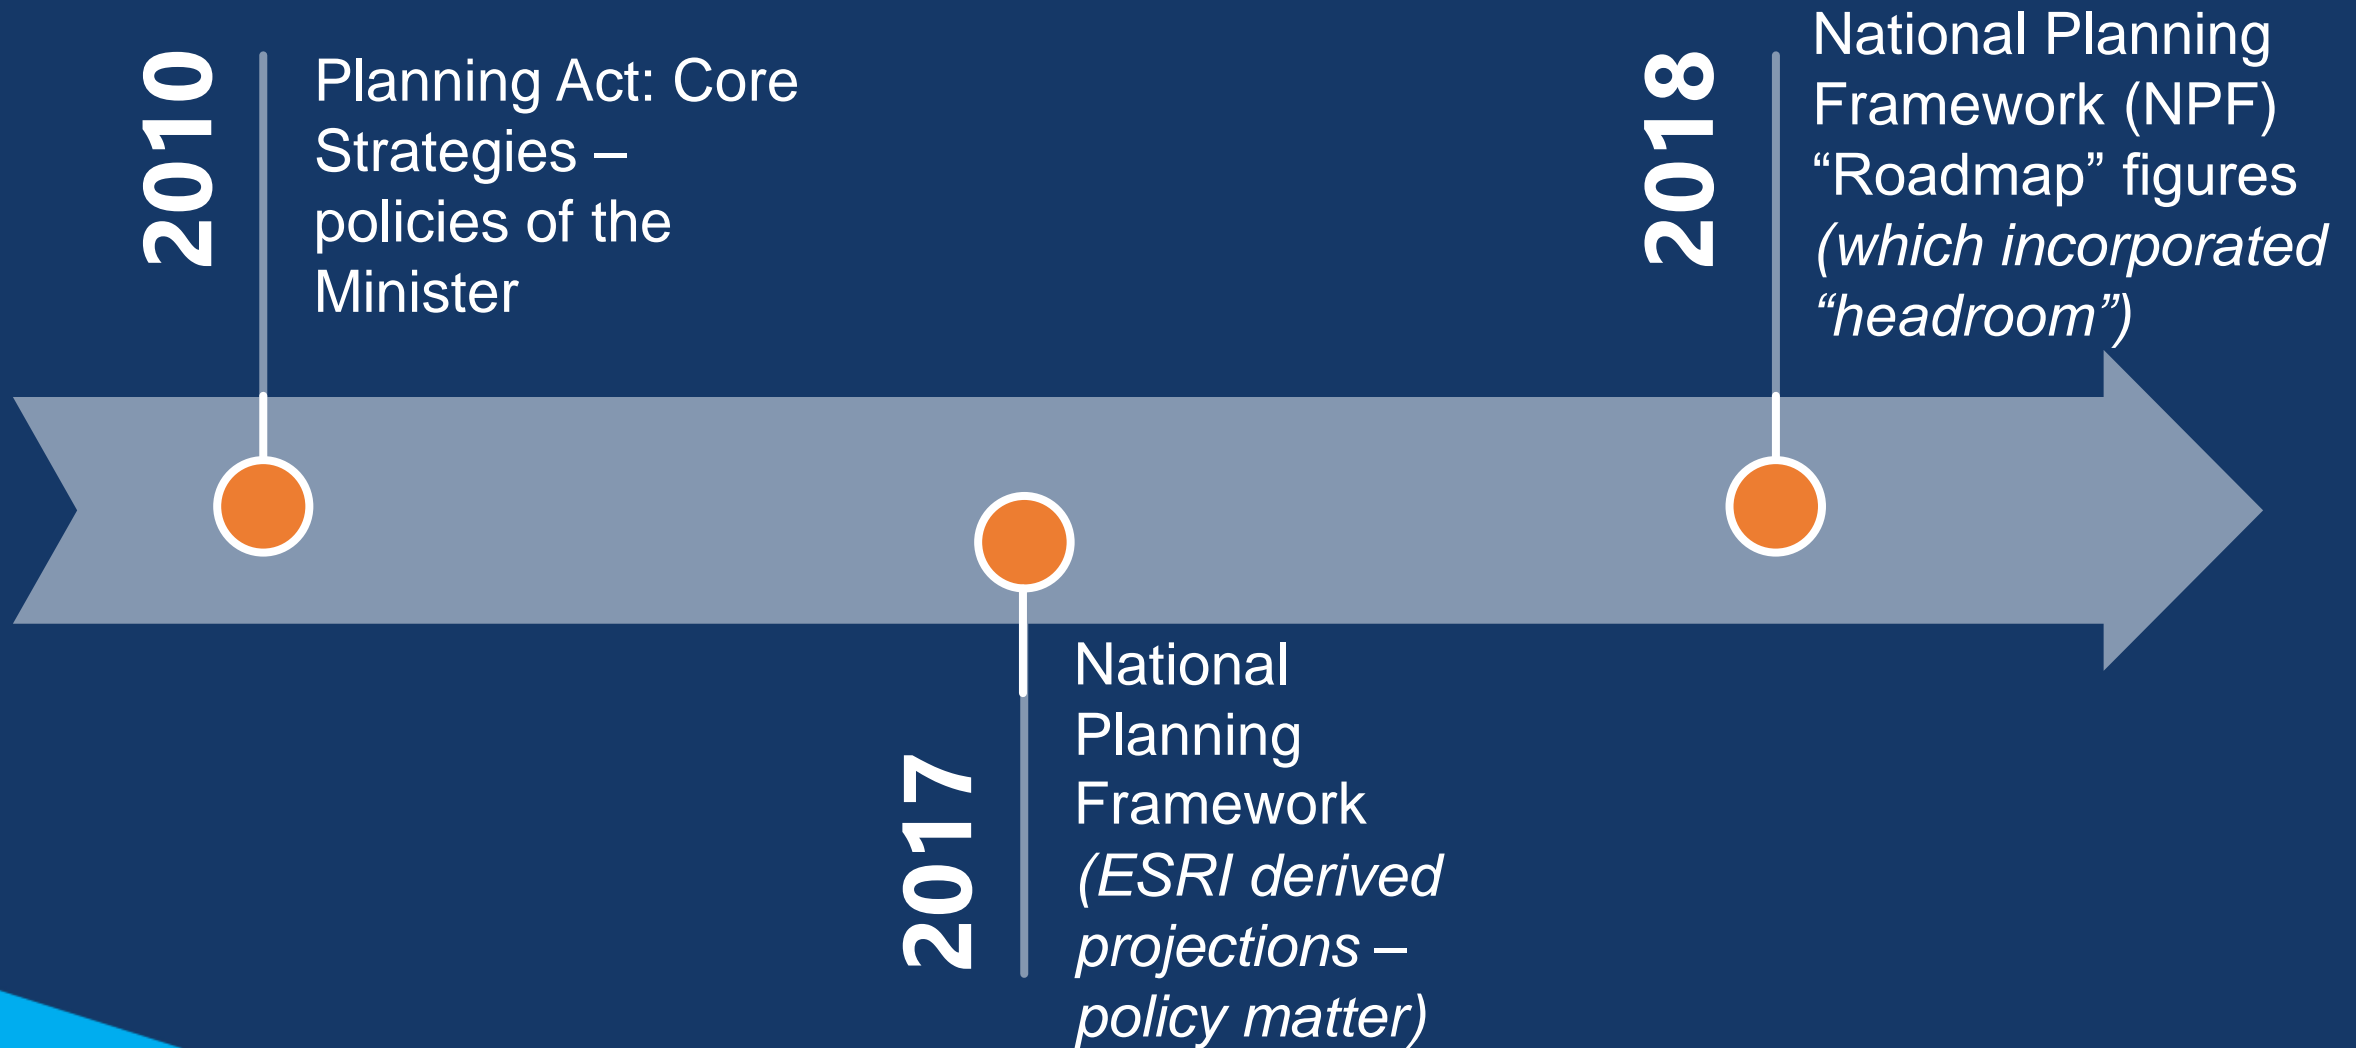 2010
Planning Act: Core
Strategies –
policies of the
Minister
2017
National
Planning
Framework
(ESRI derived
projections –
policy matter)
2018
National Planning
Framework (NPF)
“Roadmap” figures
(which incorporated
“headroom”)